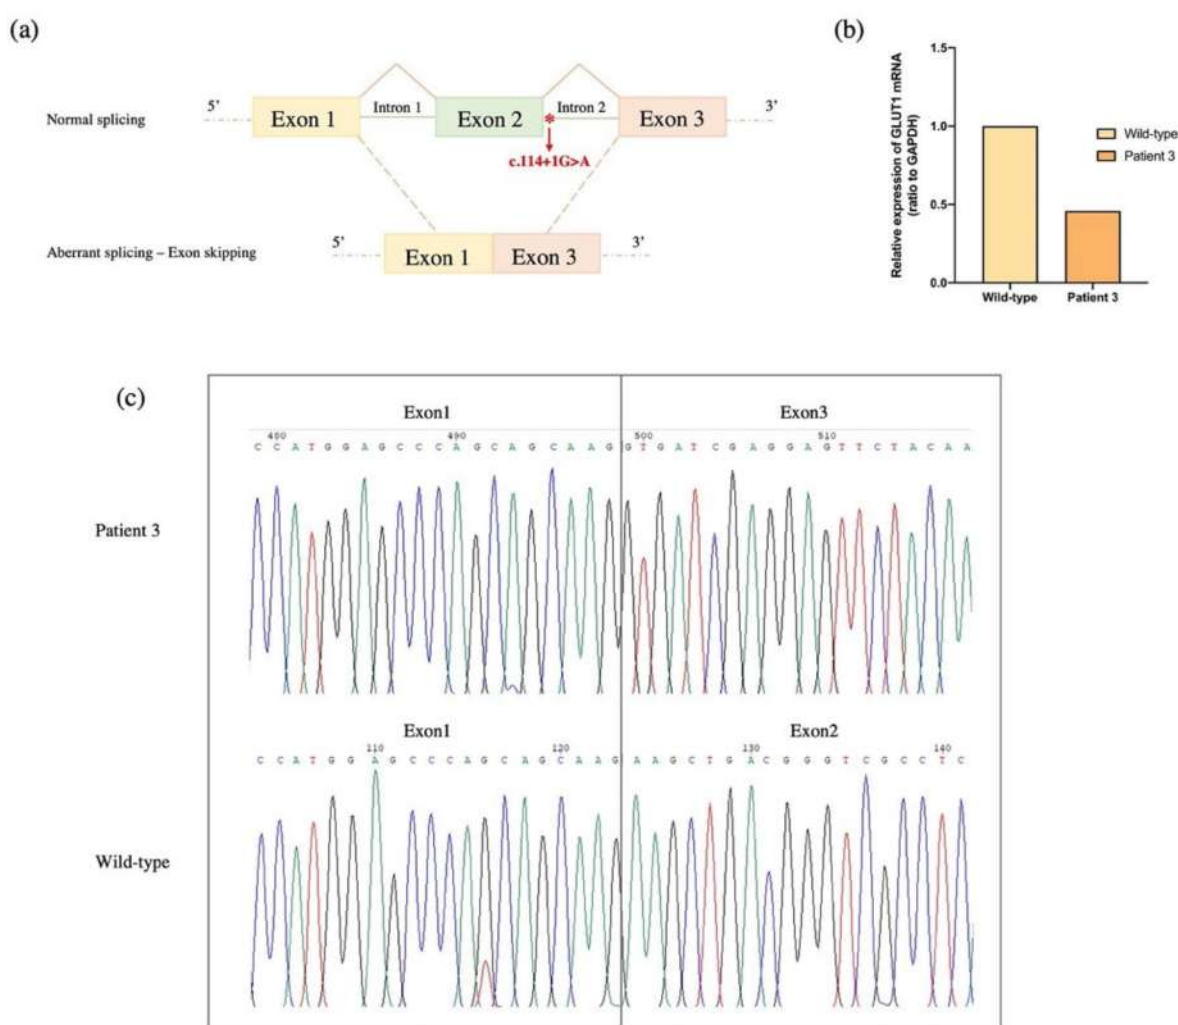 (a)
5’ 3’
Normal splicing Exon 1 Intron 1 Exon 2 * Intron 2 Exon 3
c.114+1G>A
5’ 3’
Aberrant splicing – Exon skipping Exon 1 Exon 3
(b)
Relative expression of GLUT1 mRNA
(ratio to GAPDH)
1.5
1.0
0.5
0.0
Wild-type Patient 3
Wild-type
Patient 3
(c)
Exon1 Exon3
480 490 500 510
C C A T G G A G C C C A G C A G C A A G G T G A T C G A G G A G T T C T A C A A
Patient 3
Exon1 Exon2
110 120 130 140
C C A T G G A G C C C A G C A G C A A G A A G C T G A C G G G T C G C C T C
Wild-type